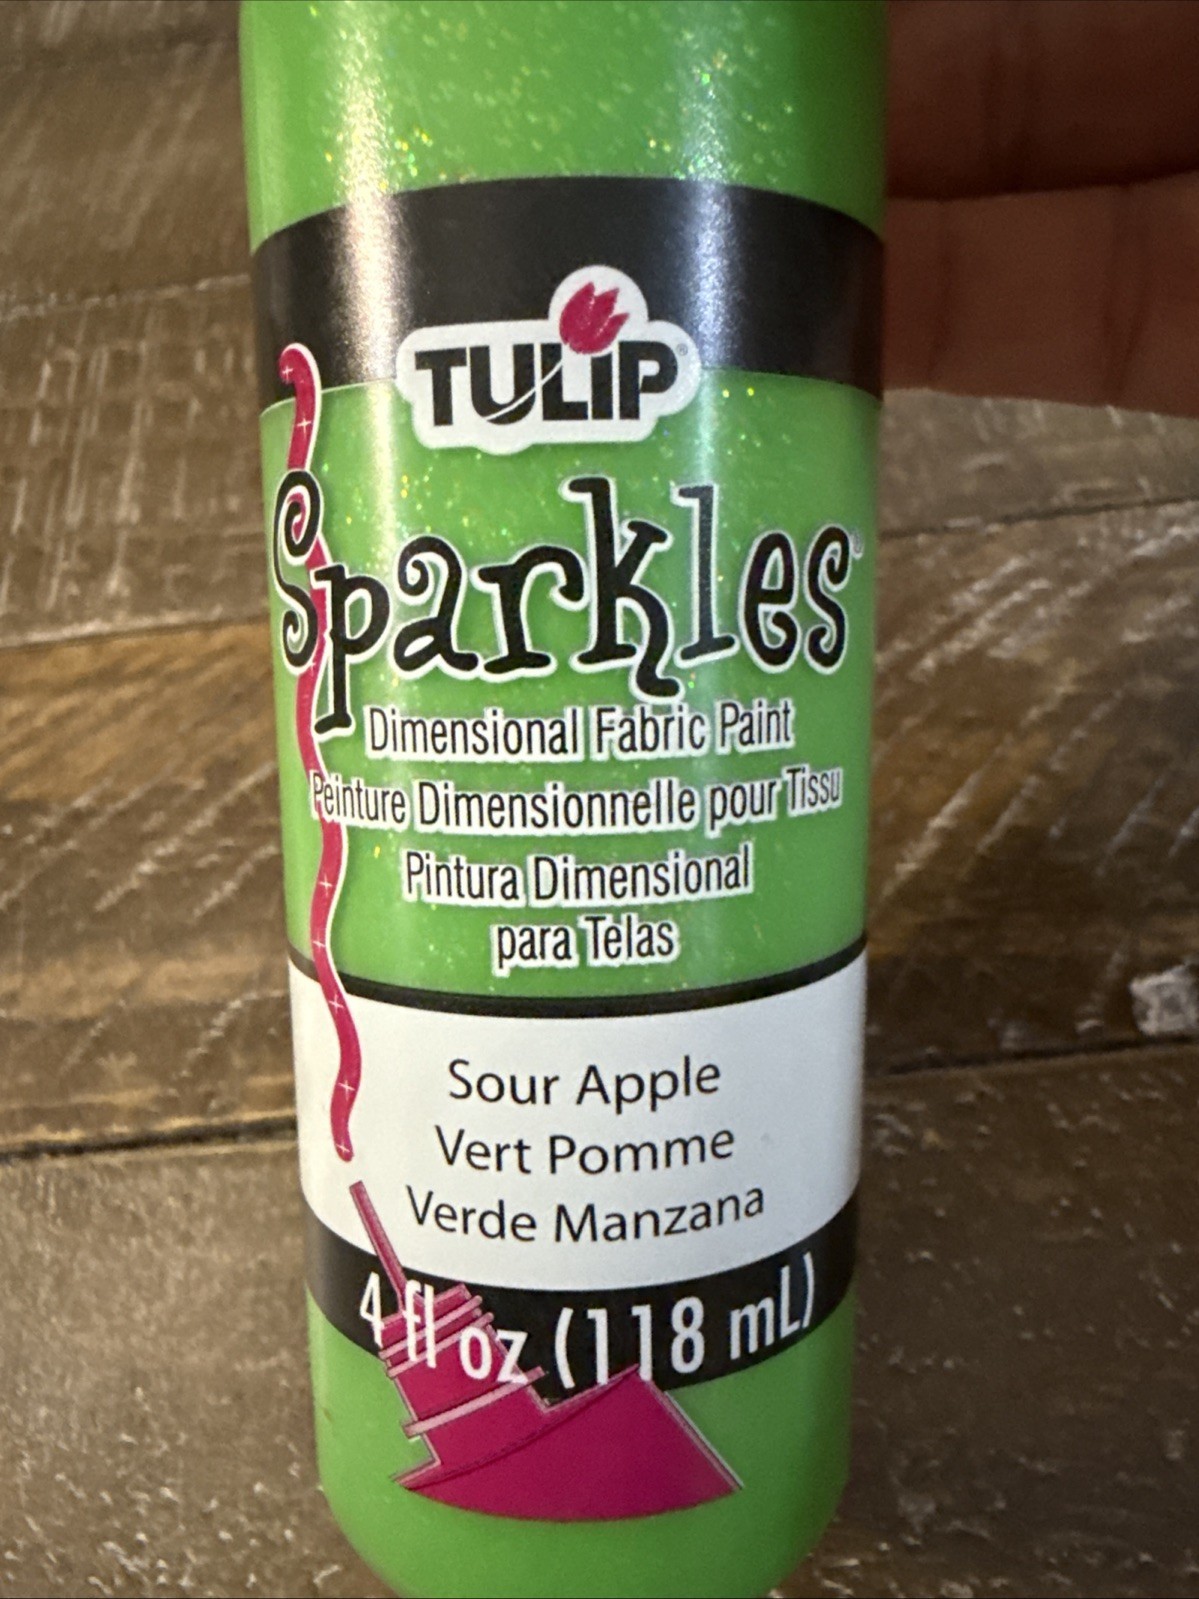 TULIP®
Sparkles®
Dimensional Fabric Paint
Peinture Dimensionnelle pour Tissu
Pintura Dimensional
para Telas
Sour Apple
Vert Pomme
Verde Manzana
4 fl oz (118 mL)